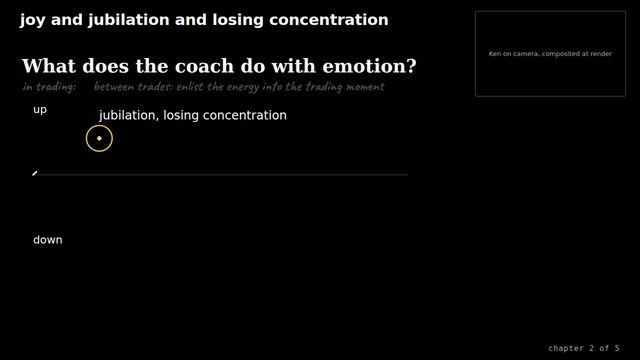 joy and jubilation and losing concentration
Ken on camera, composited at render
What does the coach do with emotion?
in trading: between trades: enlist the energy into the trading moment
up
jubilation, losing concentration
down
chapter 2 of 5